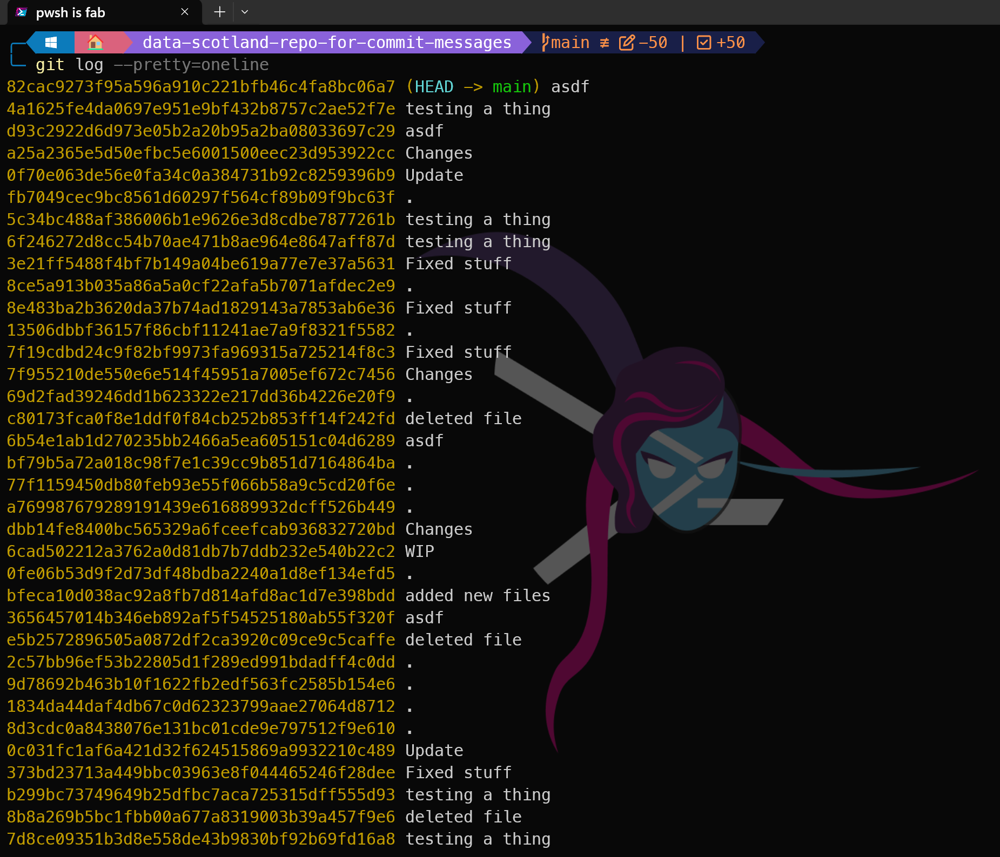 pwsh is fab
data-scotland-repo-for-commit-messages main ≢ -50 | +50
git log --pretty=oneline
82cac9273f95a596a910c221bfb46c4fa8bc06a7 (HEAD -> main) asdf
4a1625fe4da0697e951e9bf432b8757c2ae52f7e testing a thing
d93c2922d6d973e05b2a20b95a2ba08033697c29 asdf
a25a2365e5d50efbc5e6001500eec23d953922cc Changes
0f70e063de56e0fa34c0a384731b92c8259396b9 Update
fb7049cec9bc8561d60297f564cf89b09f9bc63f .
5c34bc488af386006b1e9626e3d8cdbe7877261b testing a thing
6f246272d8cc54b70ae471b8ae964e8647aff87d testing a thing
3e21ff5488f4bf7b149a04be619a77e7e37a5631 Fixed stuff
8ce5a913b035a86a5a0cf22afa5b7071afdec2e9 .
8e483ba2b3620da37b74ad1829143a7853ab6e36 Fixed stuff
13506dbbf36157f86cbf11241ae7a9f8321f5582 .
7f19cdbd24c9f82bf9973fa969315a725214f8c3 Fixed stuff
7f955210de550e6e514f45951a7005ef672c7456 Changes
69d2fad39246dd1b623322e217dd36b4226e20f9 .
c80173fca0f8e1ddf0f84cb252b853ff14f242fd deleted file
6b54e1ab1d270235bb2466a5ea605151c04d6289 asdf
bf79b5a72a018c98f7e1c39cc9b851d7164864ba .
77f1159450db80feb93e55f066b58a9c5cd20f6e .
a769987679289191439e616889932dcff526b449 .
dbb14fe8400bc565329a6fceefcab936832720bd Changes
6cad502212a3762a0d81db7b7ddb232e540b22c2 WIP
0fe06b53d9f2d73df48bdba2240a1d8ef134efd5 .
bfeca10d038ac92a8fb7d814afd8ac1d7e398bdd added new files
3656457014b346eb892af5f54525180ab55f320f asdf
e5b2572896505a0872df2ca3920c09ce9c5caffe deleted file
2c57bb96ef53b22805d1f289ed991bdadff4c0dd .
9d78692b463b10f1622fb2edf563fc2585b154e6 .
1834da44daf4db67c0d62323799aae27064d8712 .
8d3cdc0a8438076e131bc01cde9e797512f9e610 .
0c031fc1af6a421d32f624515869a9932210c489 Update
373bd23713a449bbc03963e8f044465246f28dee Fixed stuff
b299bc73749649b25dfbc7aca725315dff555d93 testing a thing
8b8a269b5bc1fbb00a677a8319003b39a457f9e6 deleted file
7d8ce09351b3d8e558de43b9830bf92b69fd16a8 testing a thing